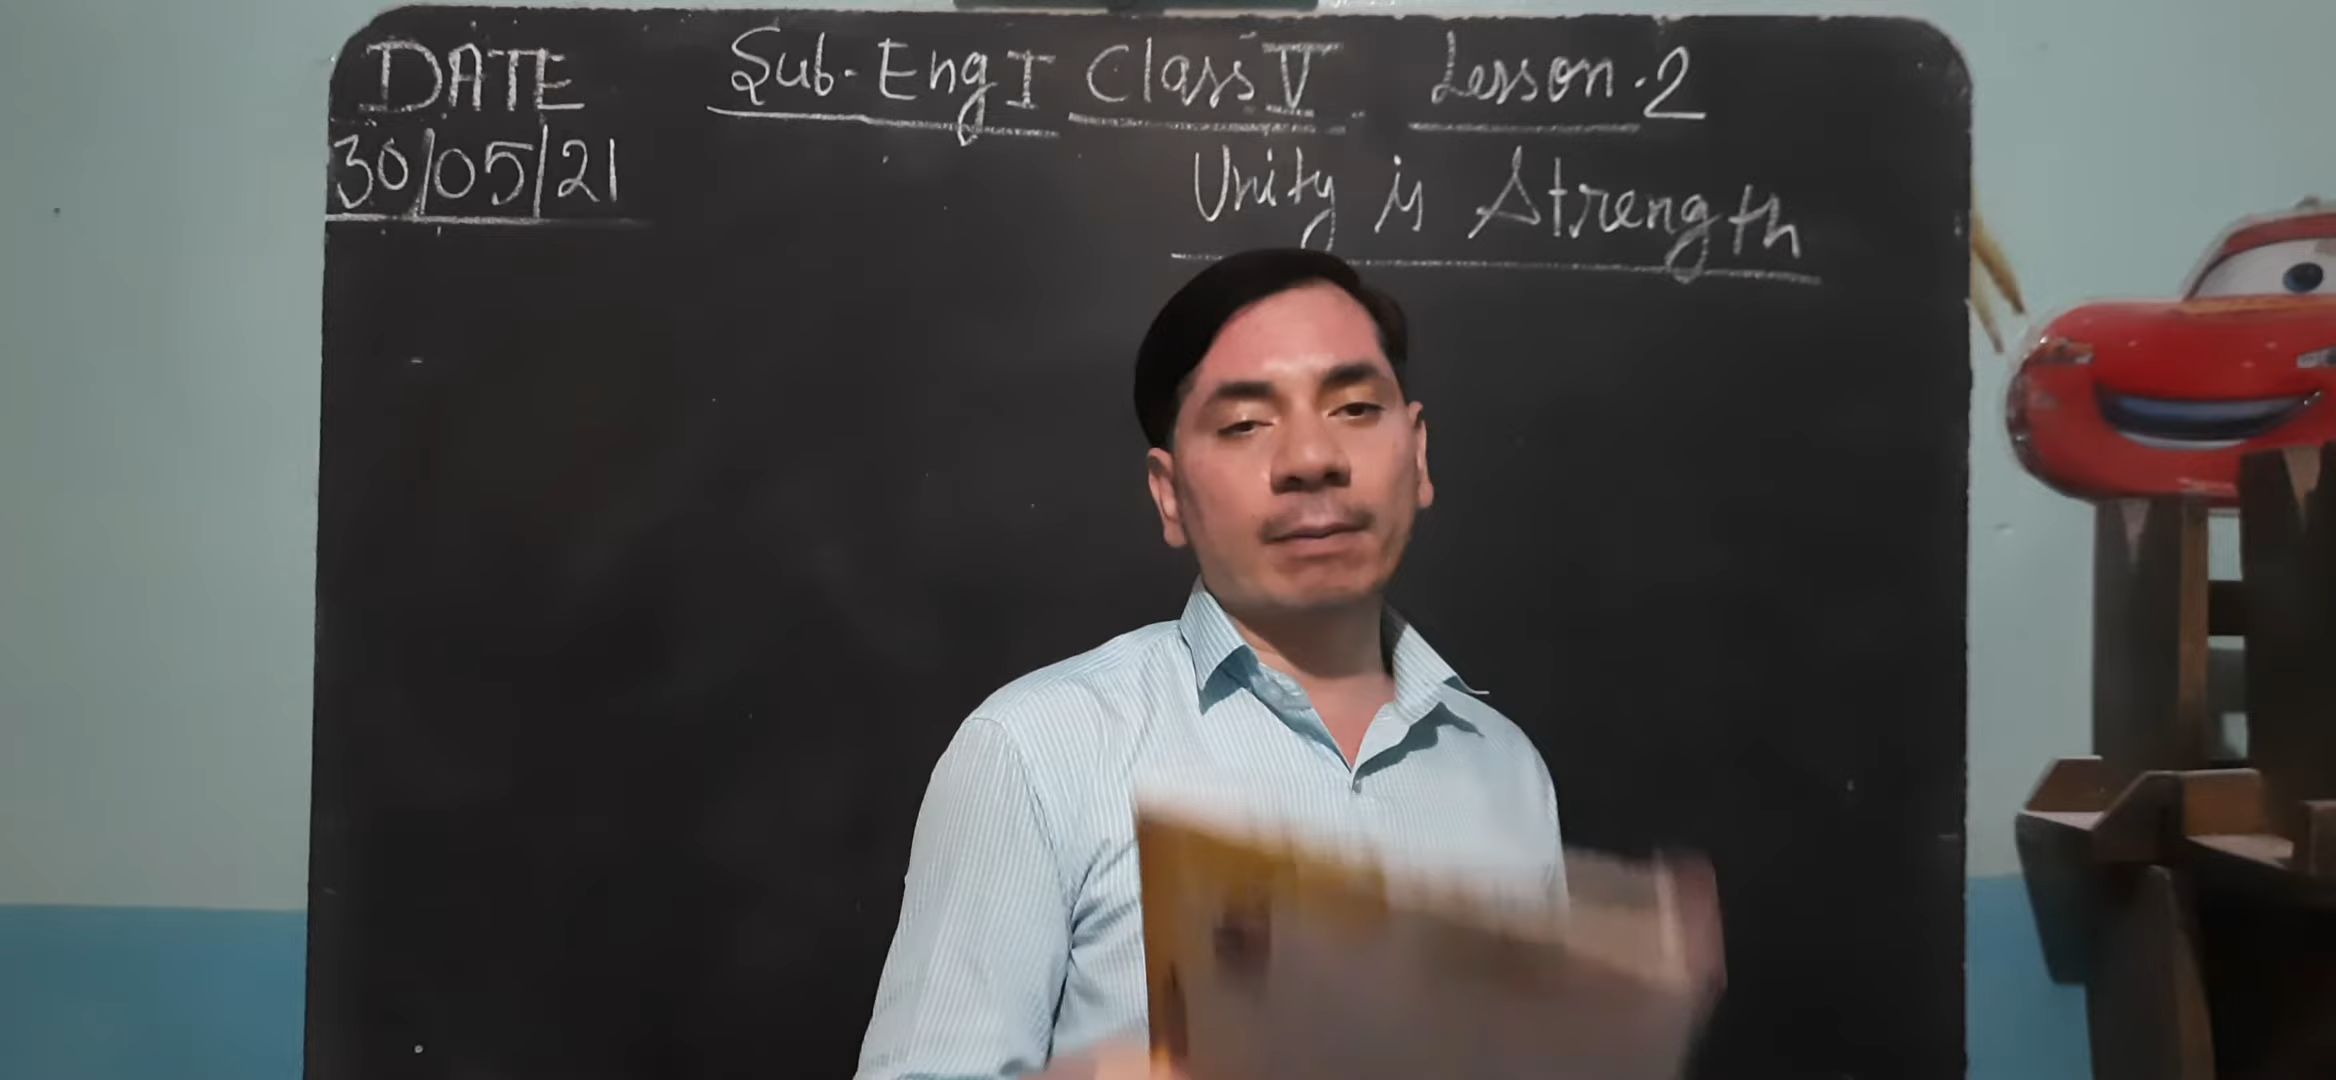 DATE Sub. Eng I Class V Lesson. 2
30/05/21 Unity is Strength